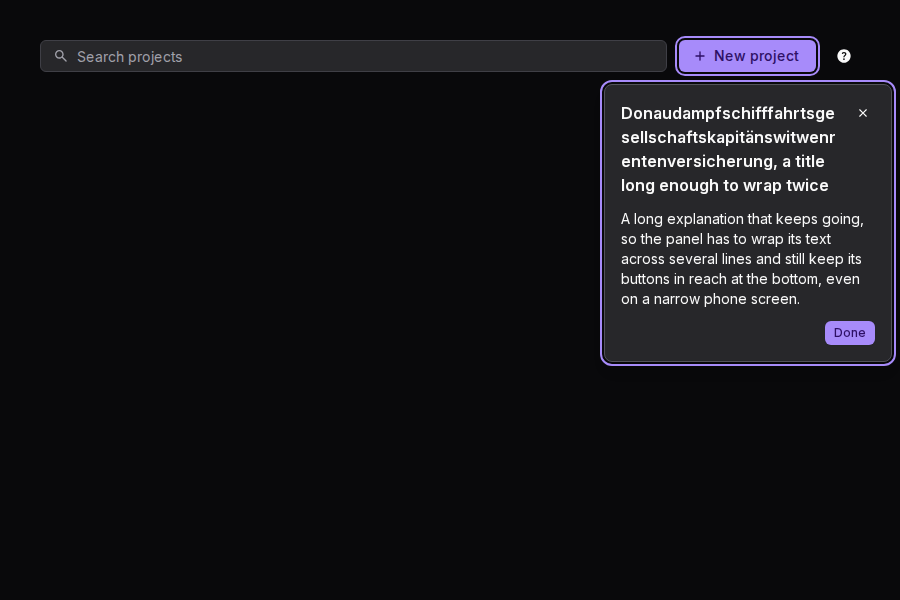 Search projects
New project
Donaudampfschifffahrtsge
sellschaftskapitänswitwenr
entenversicherung, a title
long enough to wrap twice
A long explanation that keeps going,
so the panel has to wrap its text
across several lines and still keep its
buttons in reach at the bottom, even
on a narrow phone screen.
Done